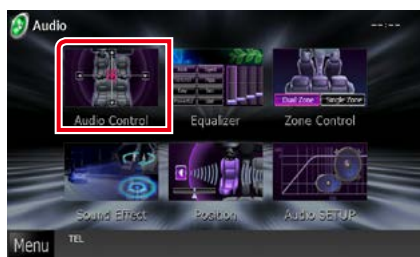 Audio
--:--
Audio Control
Equalizer
Zone Control
Dual Zone Single Zone
Sound Effect
Position
Audio SETUP
Menu
TEL